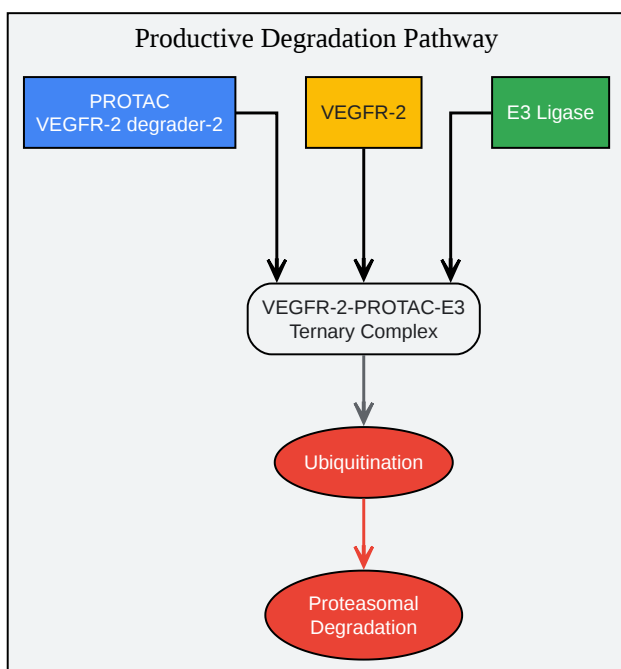 Productive Degradation Pathway
PROTAC
VEGFR-2 degrader-2
VEGFR-2
E3 Ligase
VEGFR-2-PROTAC-E3
Ternary Complex
Ubiquitination
Proteasomal
Degradation